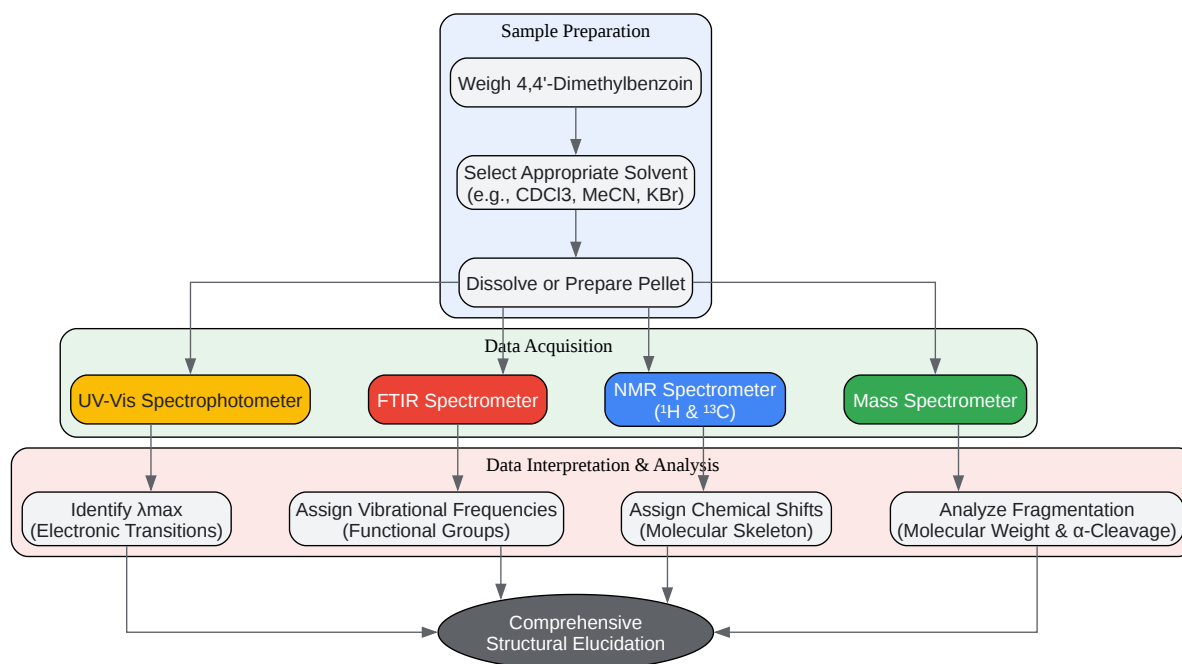 Sample Preparation
Weigh 4,4'-Dimethylbenzoin
Select Appropriate Solvent
(e.g., CDCl3, MeCN, KBr)
Dissolve or Prepare Pellet
Data Acquisition
UV-Vis Spectrophotometer
FTIR Spectrometer
NMR Spectrometer
(¹H & ¹³C)
Mass Spectrometer
Data Interpretation & Analysis
Identify λmax
(Electronic Transitions)
Assign Vibrational Frequencies
(Functional Groups)
Assign Chemical Shifts
(Molecular Skeleton)
Analyze Fragmentation
(Molecular Weight & α-Cleavage)
Comprehensive
Structural Elucidation